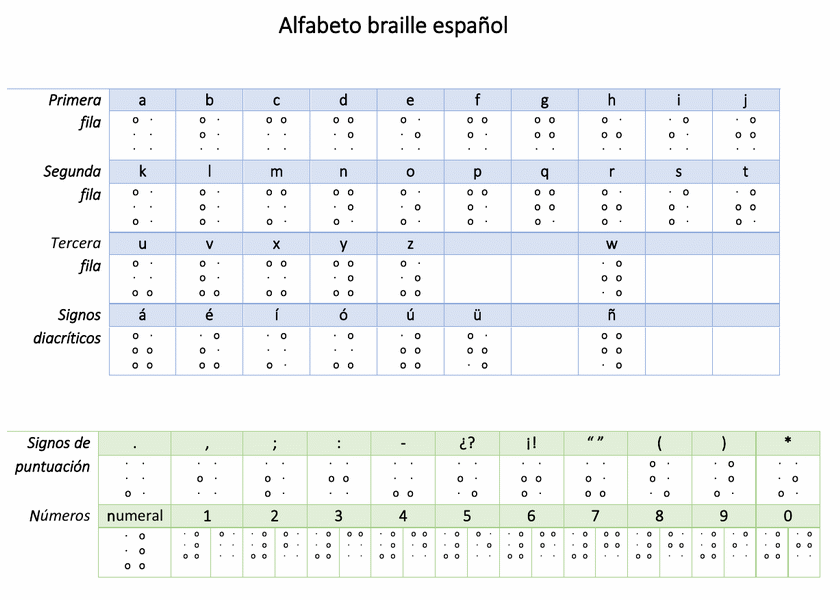 Alfabeto braille español
Primera fila a b c d e f g h i j
Segunda fila k l m n o p q r s t
Tercera fila u v x y z w
Signos diacríticos á é í ó ú ü ñ
Signos de puntuación . , ; : - ¿? ¡! “ ” ( ) *
Números numeral 1 2 3 4 5 6 7 8 9 0